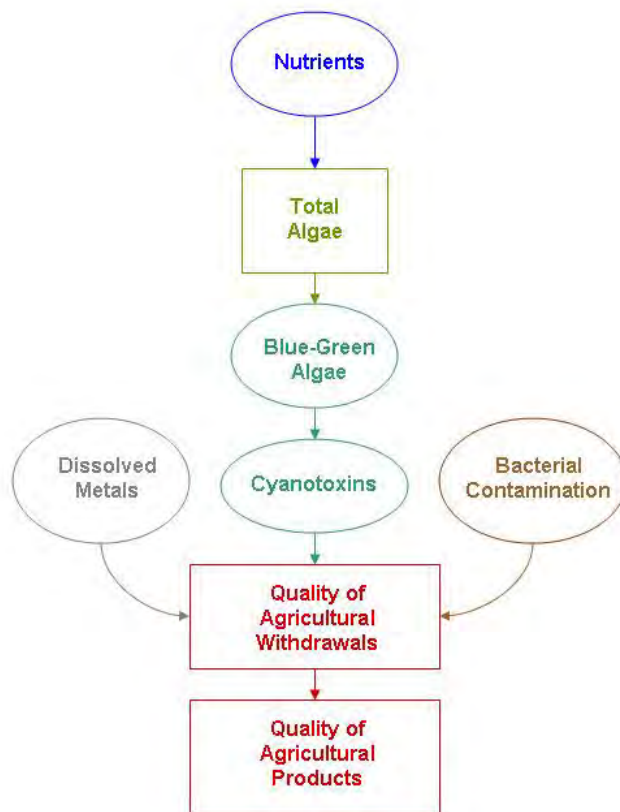 Nutrients
Total
Algae
Blue-Green
Algae
Dissolved
Metals
Cyanotoxins
Bacterial
Contamination
Quality of
Agricultural
Withdrawals
Quality of
Agricultural
Products